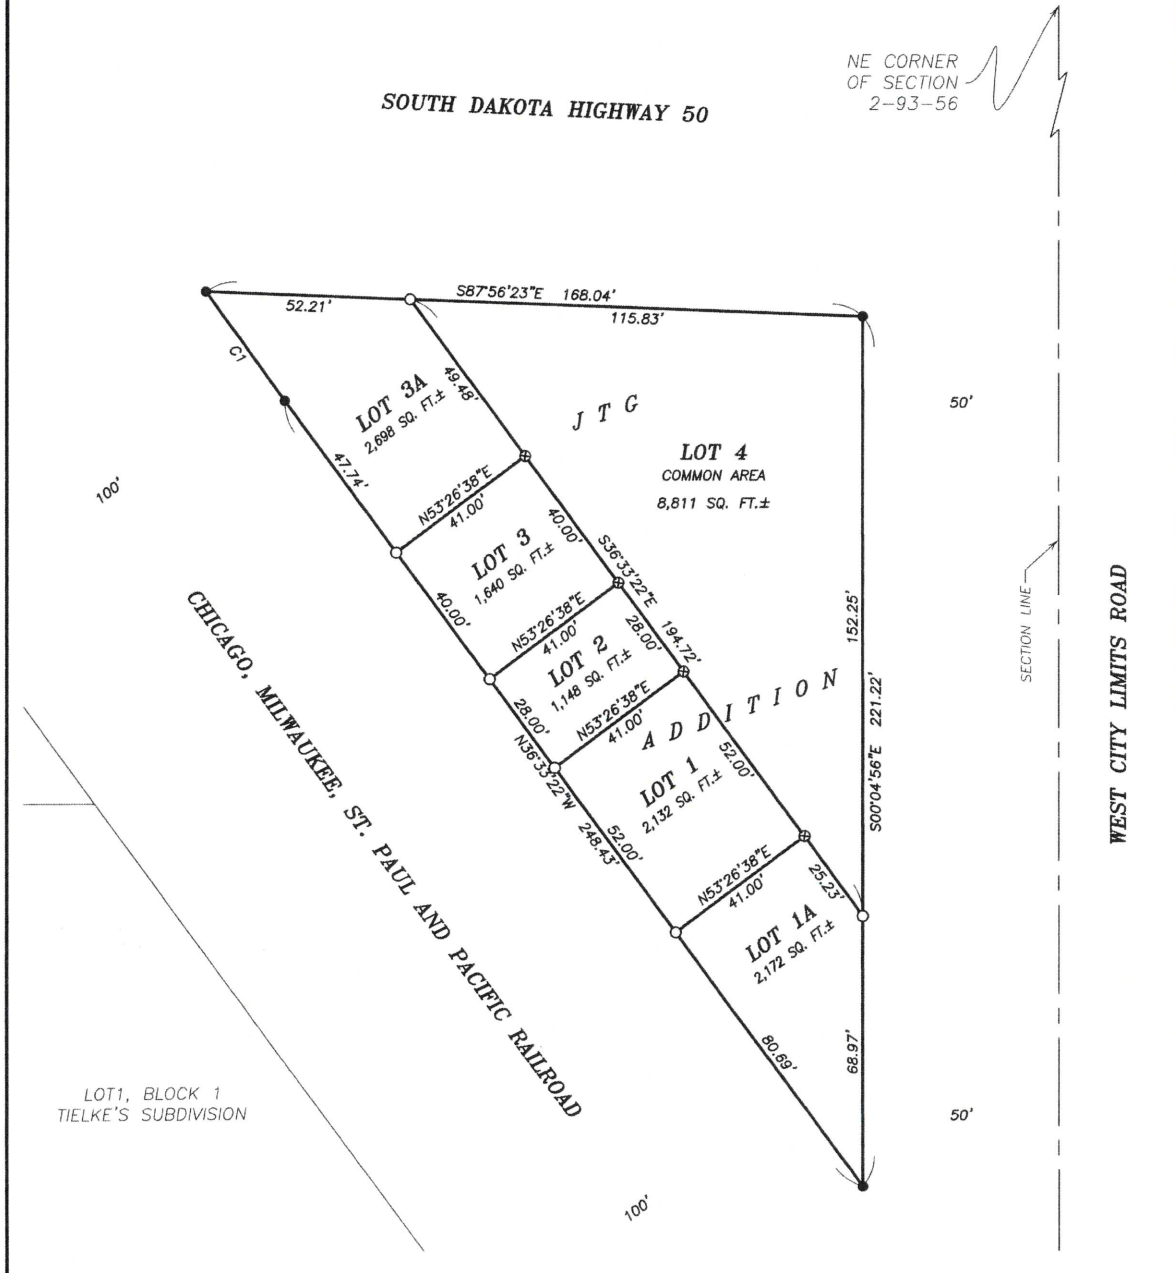 NE CORNER
OF SECTION
2-93-56
SOUTH DAKOTA HIGHWAY 50
S87°56'23"E 168.04'
52.21'
115.83'
C1
49.48'
LOT 3A
2,698 SQ. FT.±
JTG
50'
LOT 4
COMMON AREA
8,811 SQ. FT.±
47.74'
100'
N53°26'38"E
41.00'
40.00'
LOT 3
1,640 SQ. FT.±
S36°33'22"E 194.72'
40.00'
N53°26'38"E
41.00'
28.00'
LOT 2
1,148 SQ. FT.±
152.25'
SECTION LINE
WEST CITY LIMITS ROAD
CHICAGO, MILWAUKEE, ST. PAUL AND PACIFIC RAILROAD
28.00'
N53°26'38"E
41.00'
ADDITION
S00°04'56"E 221.22'
N36°33'22"W 248.43'
52.00'
LOT 1
2,132 SQ. FT.±
52.00'
N53°26'38"E
41.00'
25.23'
LOT 1A
2,172 SQ. FT.±
80.69'
68.97'
LOT1, BLOCK 1
TIELKE'S SUBDIVISION
50'
100'